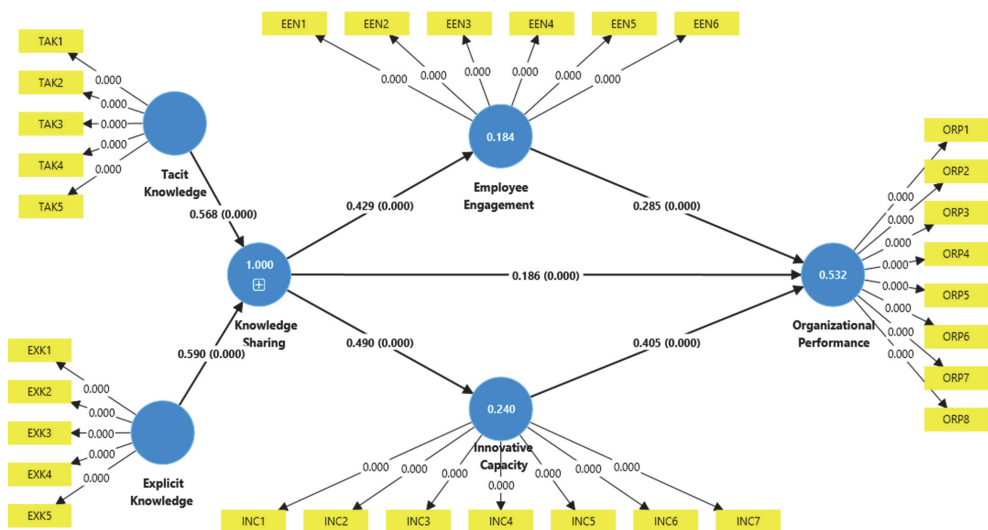 TAK1
TAK2
TAK3
TAK4
TAK5
0.000
0.000
0.000
0.000
0.000
Tacit
Knowledge
0.568 (0.000)
EXK1
EXK2
EXK3
EXK4
EXK5
0.000
0.000
0.000
0.000
0.000
Explicit
Knowledge
0.590 (0.000)
1.000
Knowledge
Sharing
EEN1
EEN2
EEN3
EEN4
EEN5
EEN6
0.000
0.000
0.000
0.000
0.000
0.000
0.184
Employee
Engagement
0.429 (0.000)
0.285 (0.000)
0.186 (0.000)
0.490 (0.000)
0.405 (0.000)
0.240
Innovative
Capacity
0.000
0.000
0.000
0.000
0.000
0.000
0.000
INC1
INC2
INC3
INC4
INC5
INC6
INC7
0.532
Organizational
Performance
0.000
0.000
0.000
0.000
0.000
0.000
0.000
0.000
ORP1
ORP2
ORP3
ORP4
ORP5
ORP6
ORP7
ORP8